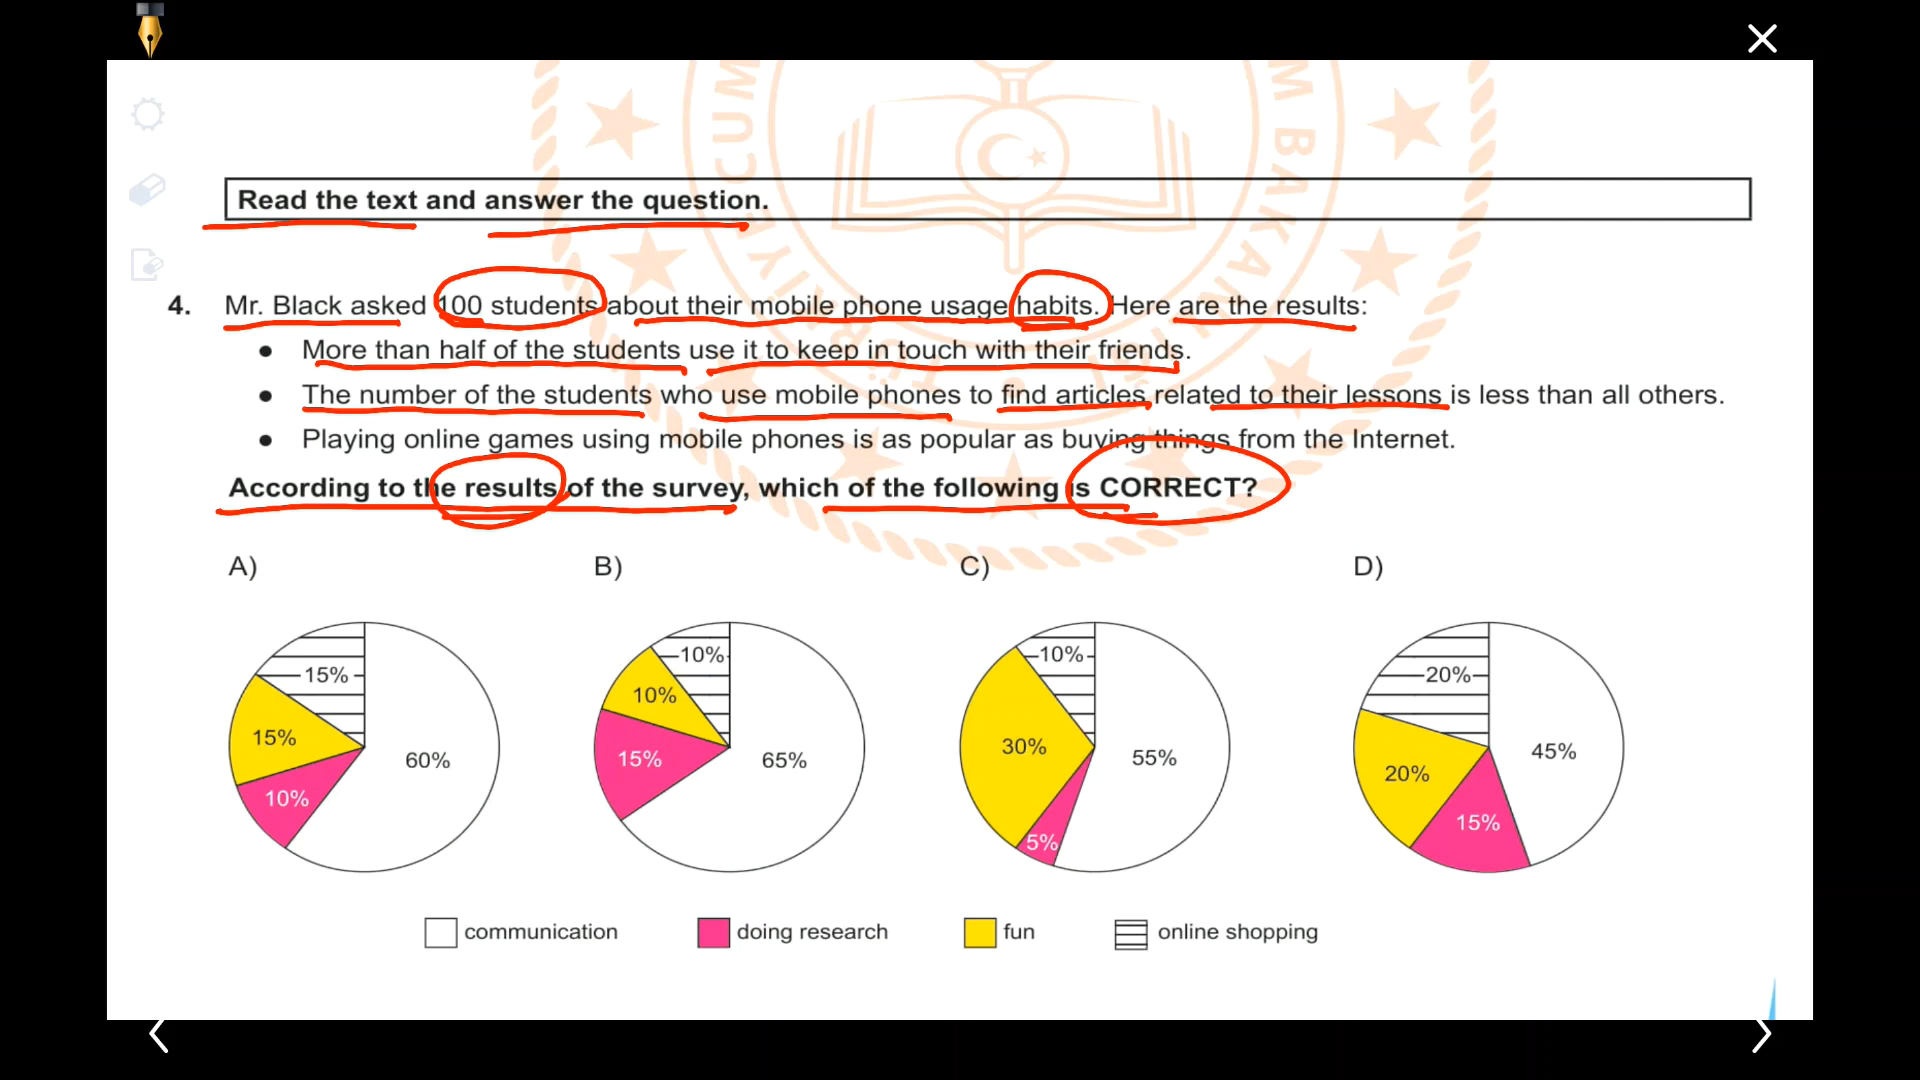 Read the text and answer the question.
4. Mr. Black asked 100 students about their mobile phone usage habits. Here are the results:
● More than half of the students use it to keep in touch with their friends.
● The number of the students who use mobile phones to find articles related to their lessons is less than all others.
● Playing online games using mobile phones is as popular as buying things from the Internet.
According to the results of the survey, which of the following is CORRECT?
A) B) C) D)
15% 15% 10% 60%
10% 10% 15% 65%
10% 30% 5% 55%
20% 20% 15% 45%
communication doing research fun online shopping